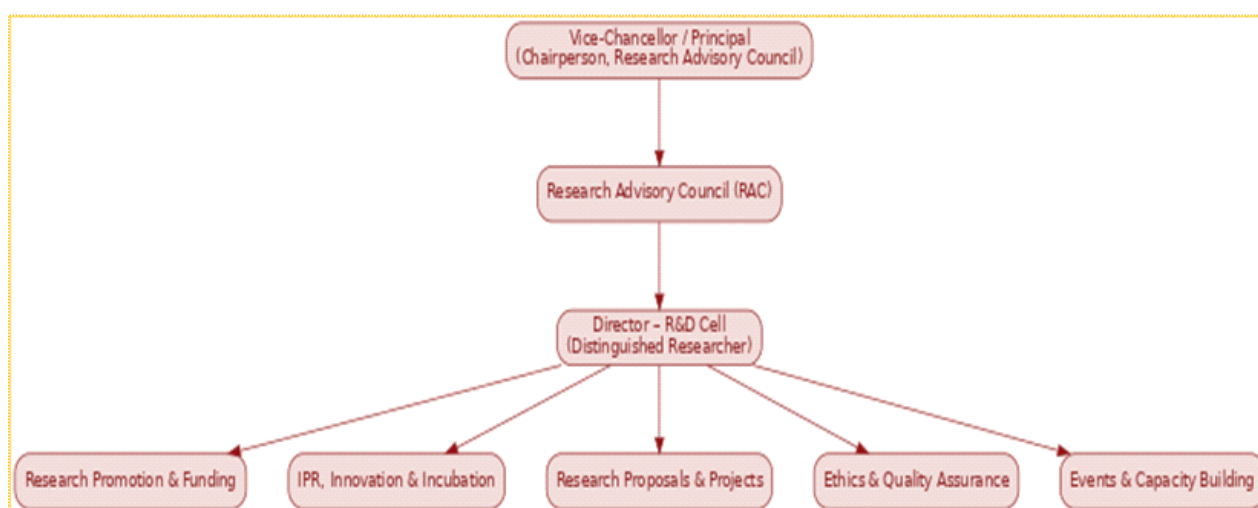 Vice-Chancellor / Principal
(Chairperson, Research Advisory Council)
Research Advisory Council (RAC)
Director – R&D Cell
(Distinguished Researcher)
Research Promotion & Funding
IPR, Innovation & Incubation
Research Proposals & Projects
Ethics & Quality Assurance
Events & Capacity Building